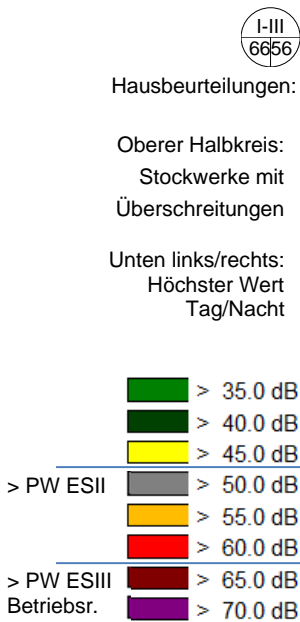 I-III
6656
Hausbeurteilungen:
Oberer Halbkreis:
Stockwerke mit
Überschreitungen
Unten links/rechts:
Höchster Wert
Tag/Nacht
> 35.0 dB
> 40.0 dB
> 45.0 dB
> PW ESII > 50.0 dB
> 55.0 dB
> 60.0 dB
> PW ESIII > 65.0 dB
Betriebsr. > 70.0 dB